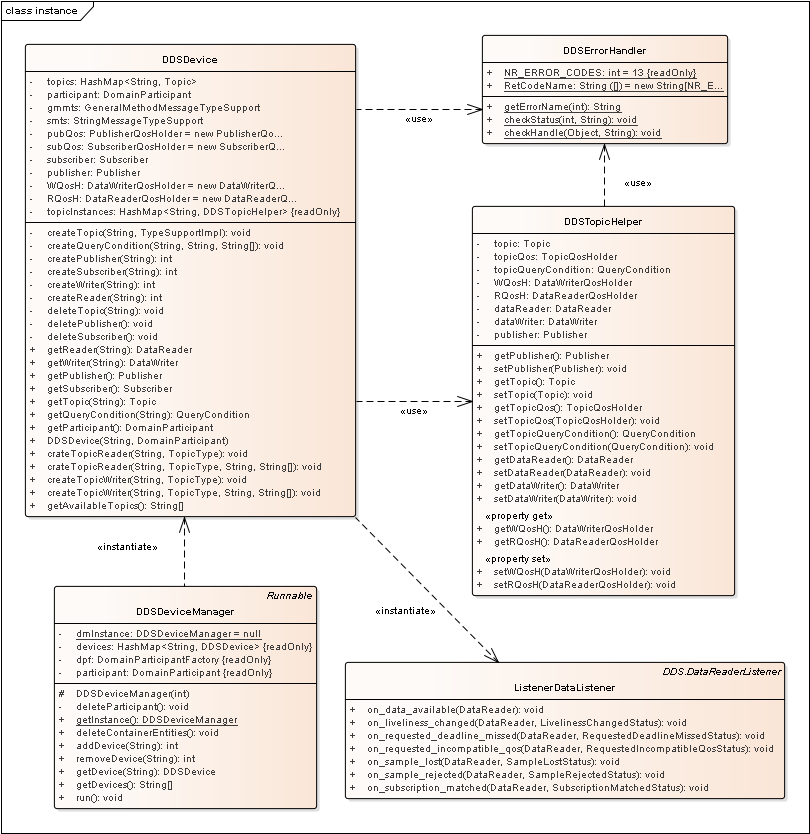 class instance
DDSDevice
- topics: HashMap<String, Topic>
- participant: DomainParticipant
- gmmts: GeneralMethodMessageTypeSupport
- smts: StringMessageTypeSupport
- pubQos: PublisherQosHolder = new PublisherQo...
- subQos: SubscriberQosHolder = new SubscriberQ...
- subscriber: Subscriber
- publisher: Publisher
- WQosH: DataWriterQosHolder = new DataWriterQ...
- RQosH: DataReaderQosHolder = new DataReaderQ...
- topicInstances: HashMap<String, DDSTopicHelper> {readOnly}
- createTopic(String, TypeSupportImpl): void
- createQueryCondition(String, String, String[]): void
- createPublisher(String): int
- createSubscriber(String): int
- createWriter(String): int
- createReader(String): int
- deleteTopic(String): void
- deletePublisher(): void
- deleteSubscriber(): void
+ getReader(String): DataReader
+ getWriter(String): DataWriter
+ getPublisher(): Publisher
+ getSubscriber(): Subscriber
+ getTopic(String): Topic
+ getQueryCondition(String): QueryCondition
+ getParticipant(): DomainParticipant
+ DDSDevice(String, DomainParticipant)
+ crateTopicReader(String, TopicType): void
+ crateTopicReader(String, TopicType, String, String[]): void
+ createTopicWriter(String, TopicType): void
+ createTopicWriter(String, TopicType, String, String[]): void
+ getAvailableTopics(): String[]
«use»
DDSErrorHandler
+ NR_ERROR_CODES: int = 13 {readOnly}
+ RetCodeName: String ([]) = new String[NR_E...
+ getErrorName(int): String
+ checkStatus(int, String): void
+ checkHandle(Object, String): void
«use»
DDSTopicHelper
- topic: Topic
- topicQos: TopicQosHolder
- topicQueryCondition: QueryCondition
- WQosH: DataWriterQosHolder
- RQosH: DataReaderQosHolder
- dataReader: DataReader
- dataWriter: DataWriter
- publisher: Publisher
+ getPublisher(): Publisher
+ setPublisher(Publisher): void
+ getTopic(): Topic
+ setTopic(Topic): void
+ getTopicQos(): TopicQosHolder
+ setTopicQos(TopicQosHolder): void
+ getTopicQueryCondition(): QueryCondition
+ setTopicQueryCondition(QueryCondition): void
+ getDataReader(): DataReader
+ setDataReader(DataReader): void
+ getDataWriter(): DataWriter
+ setDataWriter(DataWriter): void
«property get»
+ getWQosH(): DataWriterQosHolder
+ getRQosH(): DataReaderQosHolder
«property set»
+ setWQosH(DataWriterQosHolder): void
+ setRQosH(DataReaderQosHolder): void
«use»
«instantiate»
Runnable
DDSDeviceManager
- dmInstance: DDSDeviceManager = null
- devices: HashMap<String, DDSDevice> {readOnly}
- dpf: DomainParticipantFactory {readOnly}
- participant: DomainParticipant {readOnly}
# DDSDeviceManager(int)
- deleteParticipant(): void
+ getInstance(): DDSDeviceManager
+ deleteContainerEntities(): void
+ addDevice(String): int
+ removeDevice(String): int
+ getDevice(String): DDSDevice
+ getDevices(): String[]
+ run(): void
«instantiate»
DDS.DataReaderListener
ListenerDataListener
+ on_data_available(DataReader): void
+ on_liveliness_changed(DataReader, LivelinessChangedStatus): void
+ on_requested_deadline_missed(DataReader, RequestedDeadlineMissedStatus): void
+ on_requested_incompatible_qos(DataReader, RequestedIncompatibleQosStatus): void
+ on_sample_lost(DataReader, SampleLostStatus): void
+ on_sample_rejected(DataReader, SampleRejectedStatus): void
+ on_subscription_matched(DataReader, SubscriptionMatchedStatus): void